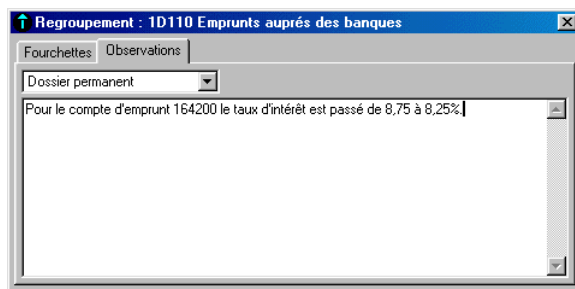 Regroupement : 1D110 Emprunts auprés des banques
Fourchettes Observations
Dossier permanent
Pour le compte d'emprunt 164200 le taux d'intérêt est passé de 8,75 à 8,25%.